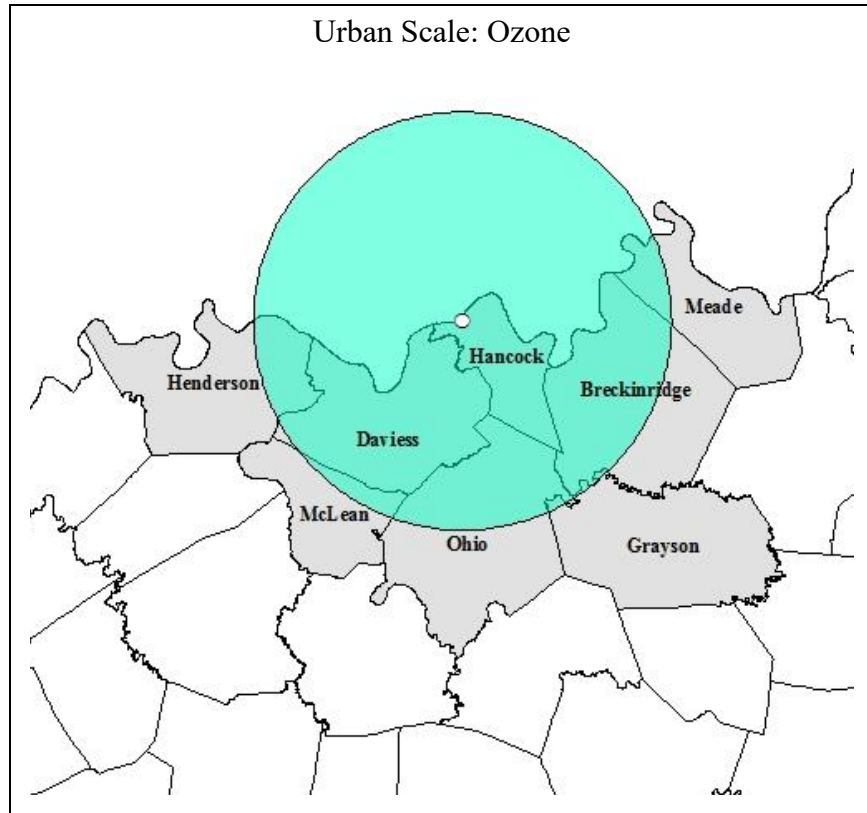 Urban Scale: Ozone
Meade
Hancock
Henderson
Breckinridge
Daviess
McLean
Ohio
Grayson